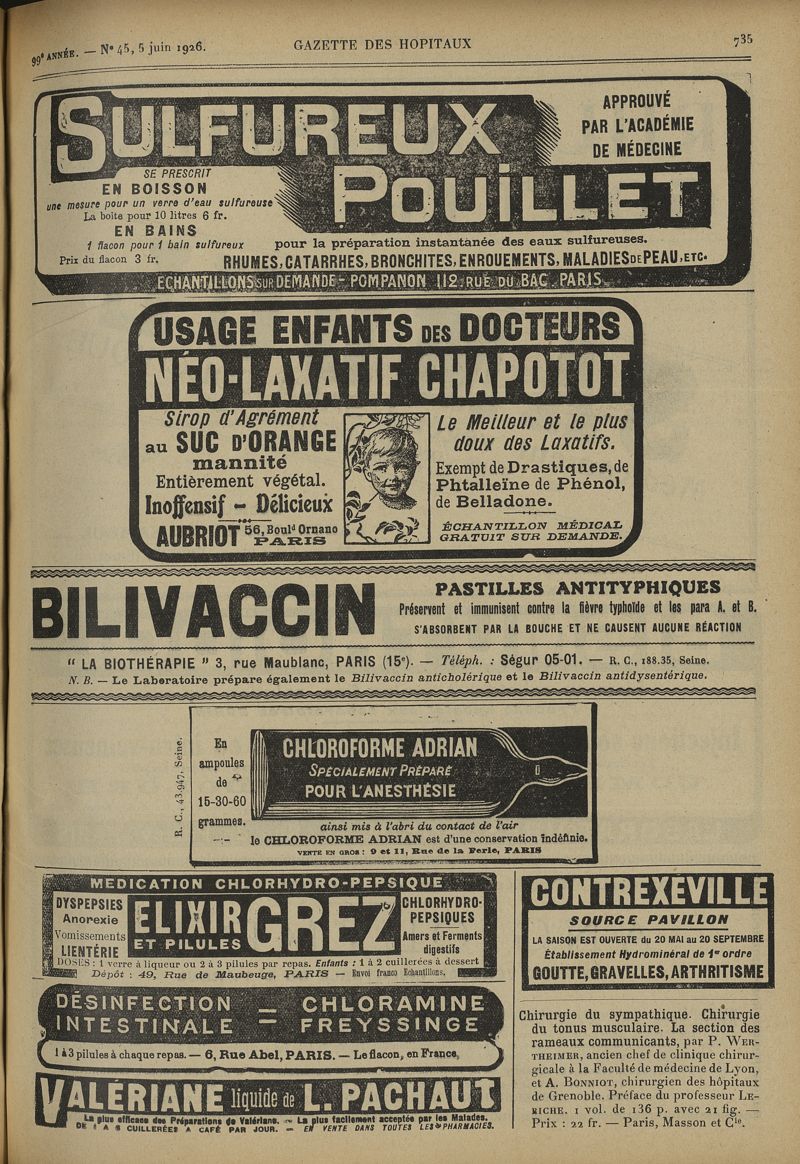 99e ANNÉE. — No 45, 5 juin 1926.
GAZETTE DES HOPITAUX
735
SULFUREUX
POUILLET
APPROUVÉ
PAR L'ACADÉMIE
DE MÉDECINE
SE PRESCRIT
EN BOISSON
une mesure pour un verre d'eau sulfureuse
La boîte pour 10 litres 6 fr.
EN BAINS
1 flacon pour 1 bain sulfureux
Prix du flacon 3 fr.
pour la préparation instantanée des eaux sulfureuses.
RHUMES, CATARRHES, BRONCHITES, ENROUEMENTS, MALADIES DE PEAU, ETC.
ECHANTILLONS SUR DEMANDE - POMPANON 112 RUE DU BAC PARIS
USAGE ENFANTS DES DOCTEURS
NÉO-LAXATIF CHAPOTOT
Sirop d'Agrément
au SUC D'ORANGE
mannité
Entièrement végétal.
Inoffensif - Délicieux
AUBRIOT 56, Bould Ornano
PARIS
Le Meilleur et le plus
doux des Laxatifs.
Exempt de Drastiques, de
Phtalleïne de Phénol,
de Belladone.
ÉCHANTILLON MÉDICAL
GRATUIT SUR DEMANDE.
BILIVACCIN
PASTILLES ANTITYPHIQUES
Préservent et immunisent contre la fièvre typhoïde et les para A. et B.
S'ABSORBENT PAR LA BOUCHE ET NE CAUSENT AUCUNE RÉACTION
" LA BIOTHÉRAPIE " 3, rue Maublanc, PARIS (15e). — Téléph. : Ségur 05-01. — R. C., 188.35, Seine.
N. B. — Le Laboratoire prépare également le Bilivaccin anticholérique et le Bilivaccin antidysentérique.
R. C., 43.947, Seine.
En
ampoules
de
15-30-60
grammes.
CHLOROFORME ADRIAN
SPÉCIALEMENT PRÉPARÉ
POUR L'ANESTHÉSIE
ainsi mis à l'abri du contact de l'air
le CHLOROFORME ADRIAN est d'une conservation indéfinie.
VENTE EN GROS : 9 et 11, Rue de la Perle, PARIS
MEDICATION CHLORHYDRO-PEPSIQUE
DYSPEPSIES
Anorexie
Vomissements
LIENTÉRIE
ELIXIR GREZ
ET PILULES
CHLORHYDRO-
PEPSIQUES
Amers et Ferments
digestifs
DOSES : 1 verre à liqueur ou 2 à 3 pilules par repas. Enfants : 1 à 2 cuillerées à dessert
Dépôt : 49, Rue de Maubeuge, PARIS — Envoi franco Echantillons.
DÉSINFECTION = CHLORAMINE
INTESTINALE = FREYSSINGE
1 à 3 pilules à chaque repas. — 6, Rue Abel, PARIS. — Le flacon, en France,
VALÉRIANE liquide de L. PACHAUT
La plus efficace des Préparations de Valériane. — La plus facilement acceptée par les Malades.
CUILLERÉES A CAFÉ PAR JOUR. — EN VENTE DANS TOUTES LES PHARMACIES.
CONTREXEVILLE
SOURCE PAVILLON
LA SAISON EST OUVERTE DU 20 MAI AU 20 SEPTEMBRE
Établissement Hydrominéral de 1er ordre
GOUTTE, GRAVELLES, ARTHRITISME
Chirurgie du sympathique. Chirurgie
du tonus musculaire. La section des
rameaux communicants, par P. WER-
THEIMER, ancien chef de clinique chirur-
gicale à la Faculté de médecine de Lyon,
et A. BONNIOT, chirurgien des hôpitaux
de Grenoble. Préface du professeur LE-
RICHE. 1 vol. de 136 p. avec 21 fig. —
Prix : 22 fr. — Paris, Masson et Cie.